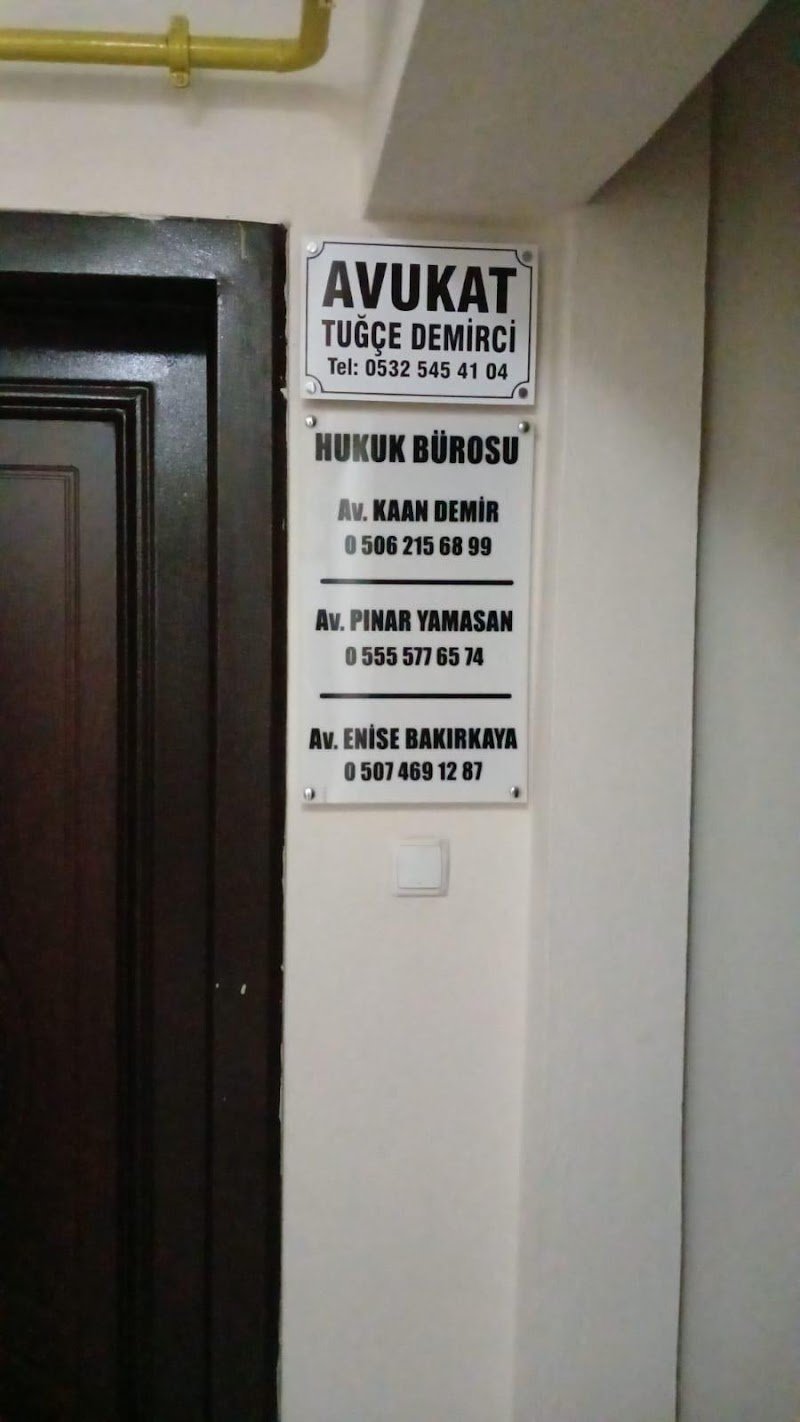 AVUKAT
TUĞÇE DEMİRCİ
Tel: 0532 545 41 04
HUKUK BÜROSU
Av. KAAN DEMİR
0 506 215 68 99
Av. PINAR YAMASAN
0 555 577 65 74
Av. ENİSE BAKIRKAYA
0 507 469 12 87